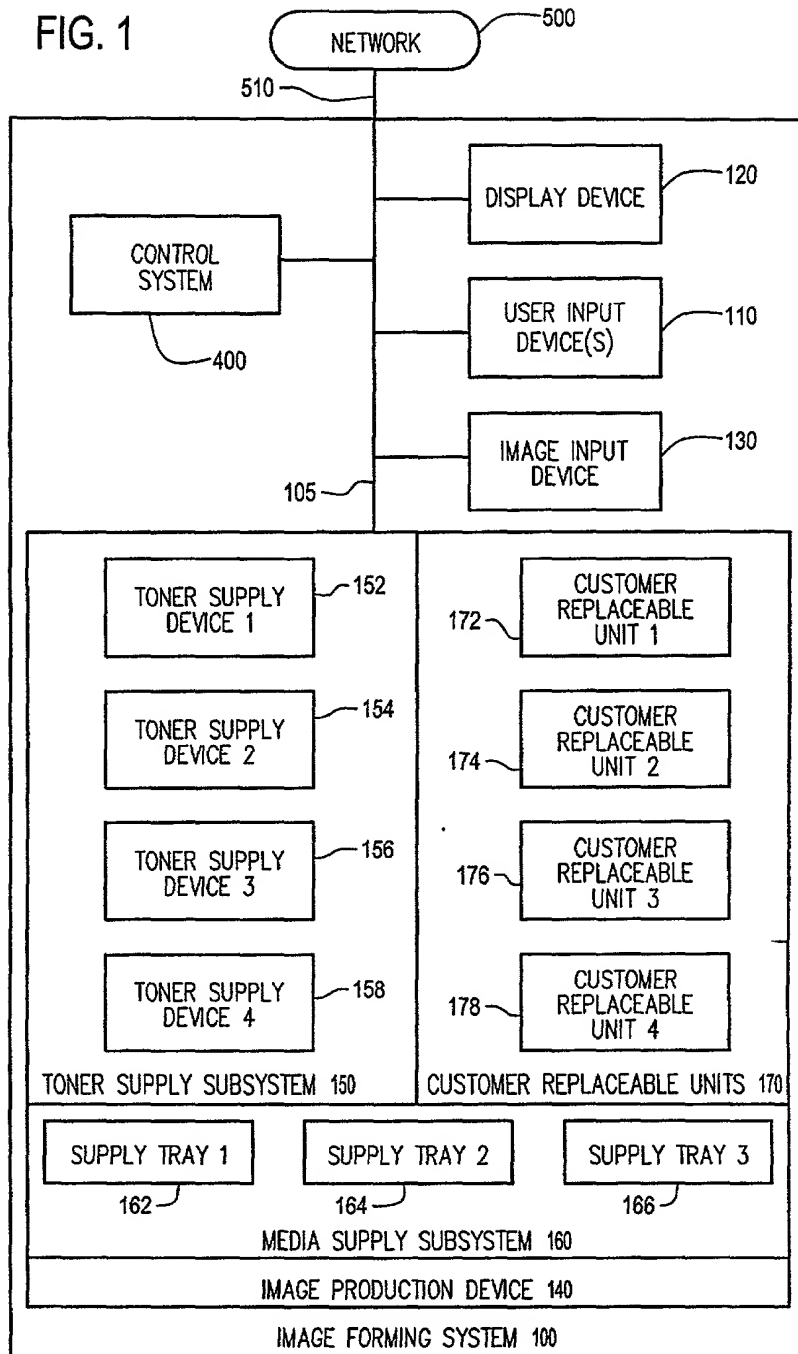 FIG. 1
NETWORK
500
510
DISPLAY DEVICE
120
CONTROL
SYSTEM
400
USER INPUT
DEVICE(S)
110
IMAGE INPUT
DEVICE
130
105
TONER SUPPLY
DEVICE 1
152
172
CUSTOMER
REPLACEABLE
UNIT 1
TONER SUPPLY
DEVICE 2
154
174
CUSTOMER
REPLACEABLE
UNIT 2
TONER SUPPLY
DEVICE 3
156
176
CUSTOMER
REPLACEABLE
UNIT 3
TONER SUPPLY
DEVICE 4
158
178
CUSTOMER
REPLACEABLE
UNIT 4
TONER SUPPLY SUBSYSTEM 150
CUSTOMER REPLACEABLE UNITS 170
SUPPLY TRAY 1
SUPPLY TRAY 2
SUPPLY TRAY 3
162
164
166
MEDIA SUPPLY SUBSYSTEM 160
IMAGE PRODUCTION DEVICE 140
IMAGE FORMING SYSTEM 100